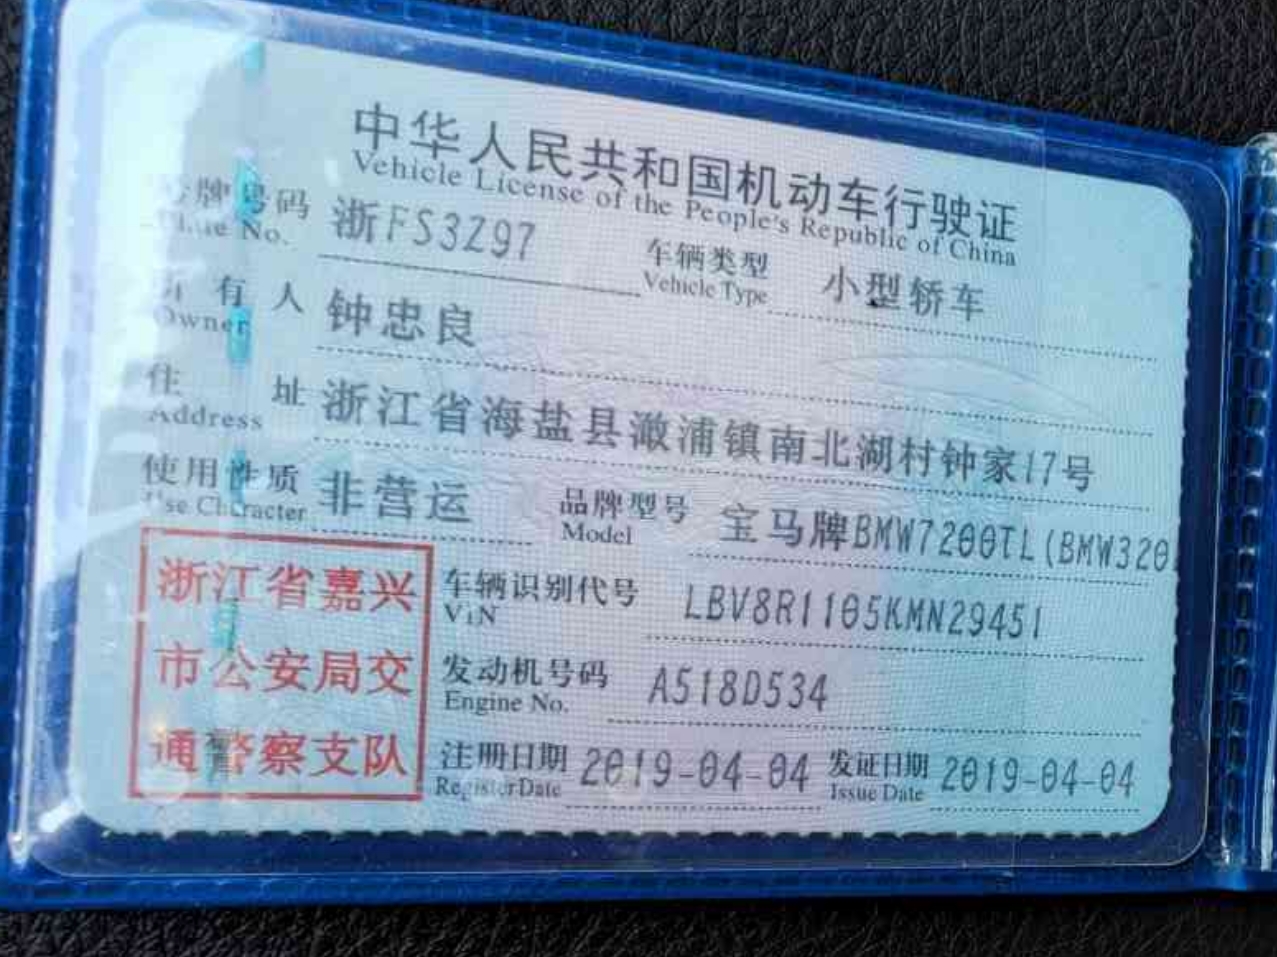 中华人民共和国机动车行驶证
Vehicle License of the People's Republic of China
号牌号码 浙FS3Z97 车辆类型 小型轿车
Plate No. Vehicle Type
所有人 钟忠良
Owner
住址 浙江省海盐县澉浦镇南北湖村钟家17号
Address
使用性质 非营运 品牌型号 宝马牌BMW7200TL(BMW320
Use Character Model
浙江省嘉兴
市公安局交
通警察支队
车辆识别代号 LBV8R1105KMN29451
VIN
发动机号码 A518D534
Engine No.
注册日期 2019-04-04 发证日期 2019-04-04
Register Date Issue Date